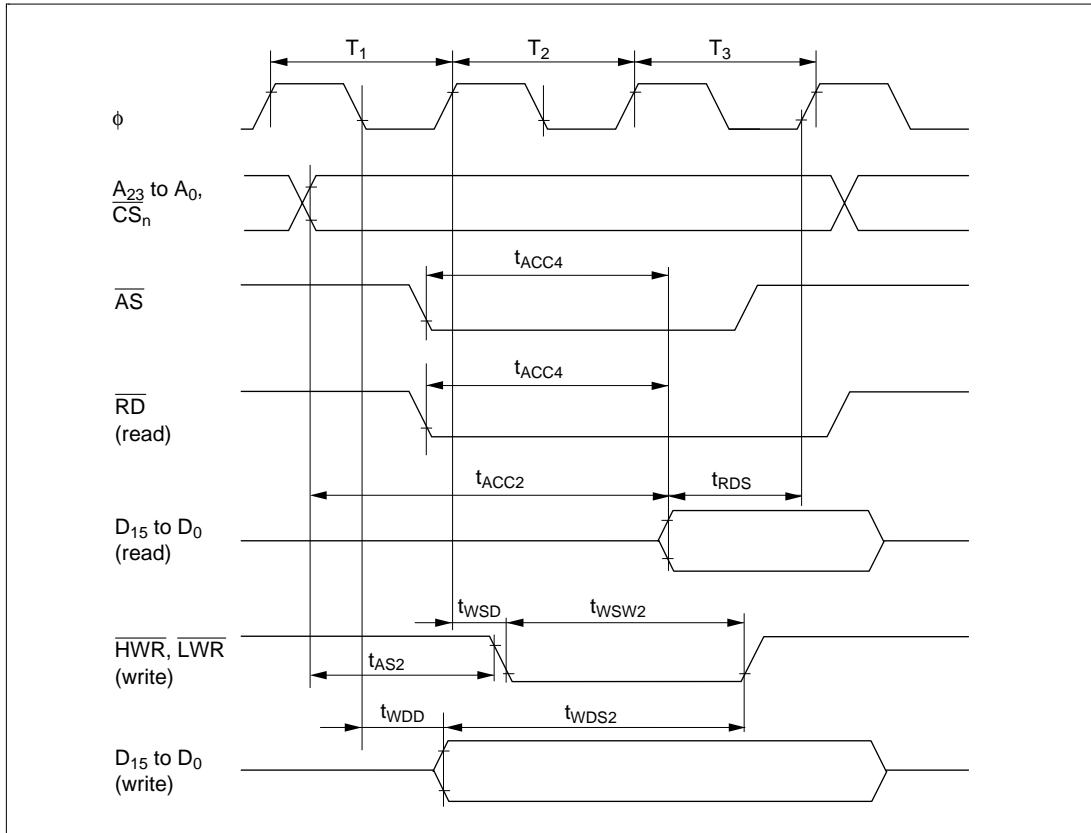 T1 T2 T3
ϕ
A23 to A0,
CSn
tACC4
AS
tACC4
RD
(read)
tACC2 tRDS
D15 to D0
(read)
tWSD tWSW2
HWR, LWR
(write)
tAS2
tWDD tWDS2
D15 to D0
(write)